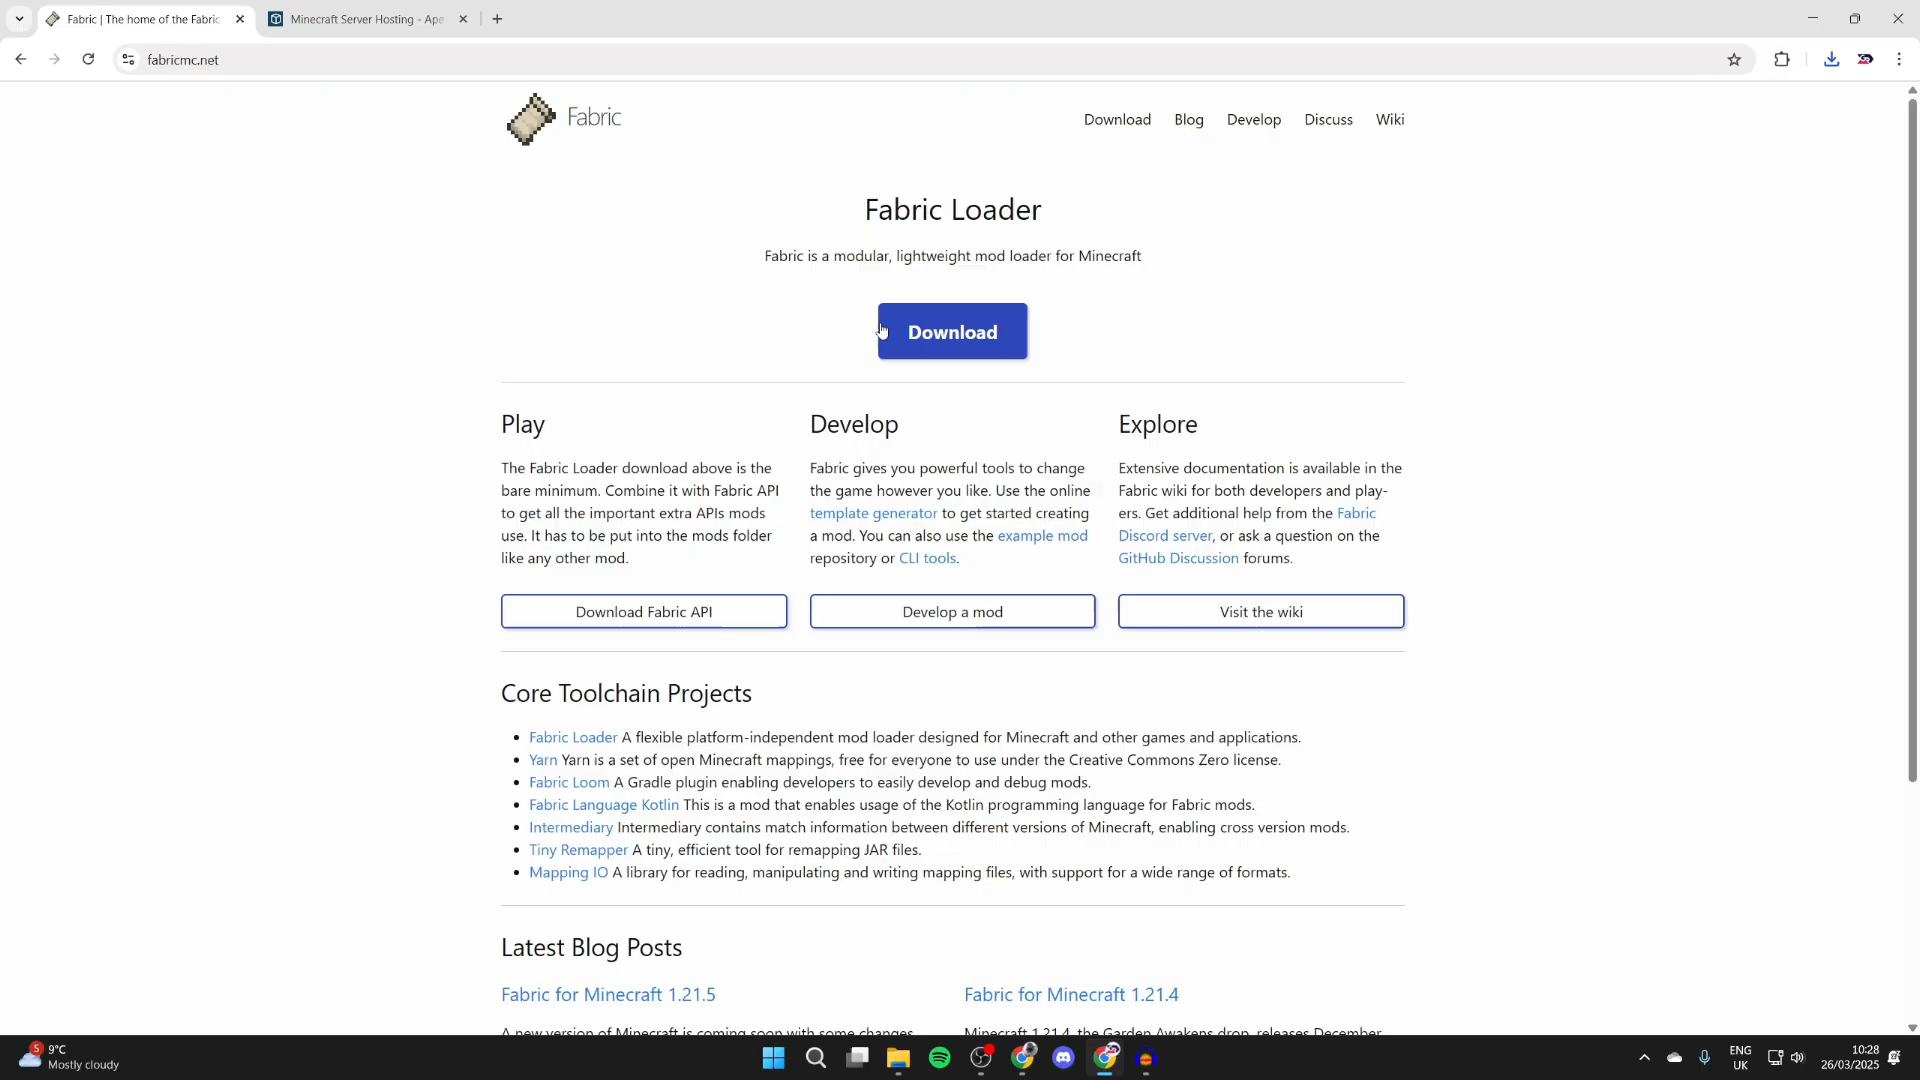 Fabric | The home of the Fabric
Minecraft Server Hosting - Ape
fabricmc.net
Fabric
Download
Blog
Develop
Discuss
Wiki
Fabric Loader
Fabric is a modular, lightweight mod loader for Minecraft
Download
Play
The Fabric Loader download above is the
bare minimum. Combine it with Fabric API
to get all the important extra APIs mods
use. It has to be put into the mods folder
like any other mod.
Download Fabric API
Develop
Fabric gives you powerful tools to change
the game however you like. Use the online
template generator to get started creating
a mod. You can also use the example mod
repository or CLI tools.
Develop a mod
Explore
Extensive documentation is available in the
Fabric wiki for both developers and play-
ers. Get additional help from the Fabric
Discord server, or ask a question on the
GitHub Discussion forums.
Visit the wiki
Core Toolchain Projects
• Fabric Loader A flexible platform-independent mod loader designed for Minecraft and other games and applications.
• Yarn Yarn is a set of open Minecraft mappings, free for everyone to use under the Creative Commons Zero license.
• Fabric Loom A Gradle plugin enabling developers to easily develop and debug mods.
• Fabric Language Kotlin This is a mod that enables usage of the Kotlin programming language for Fabric mods.
• Intermediary Intermediary contains match information between different versions of Minecraft, enabling cross version mods.
• Tiny Remapper A tiny, efficient tool for remapping JAR files.
• Mapping IO A library for reading, manipulating and writing mapping files, with support for a wide range of formats.
Latest Blog Posts
Fabric for Minecraft 1.21.5
A new version of Minecraft is coming soon with some changes
Fabric for Minecraft 1.21.4
Minecraft 1.21.4, the Garden Awakens drop, releases December
5
9°C
Mostly cloudy
ENG
UK
10:28
26/03/2025